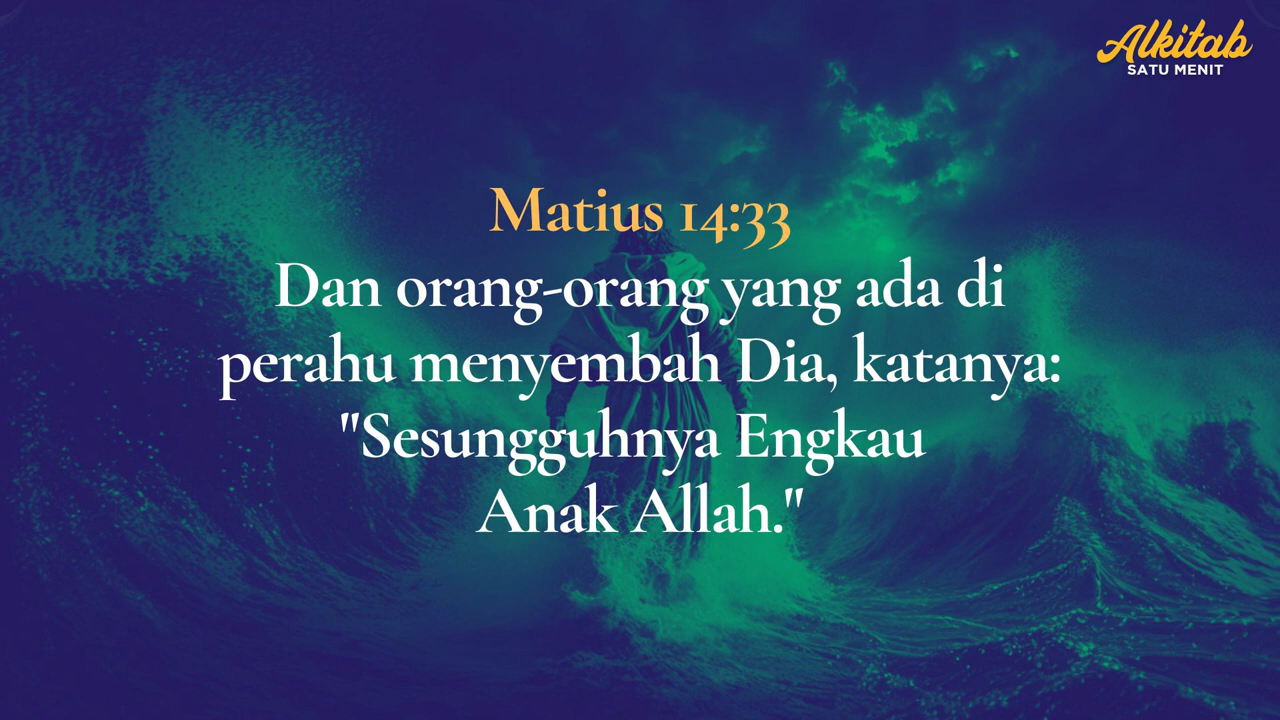 Alkitab
SATU MENIT
Matius 14:33
Dan orang-orang yang ada di
perahu menyembah Dia, katanya:
"Sesungguhnya Engkau
Anak Allah."